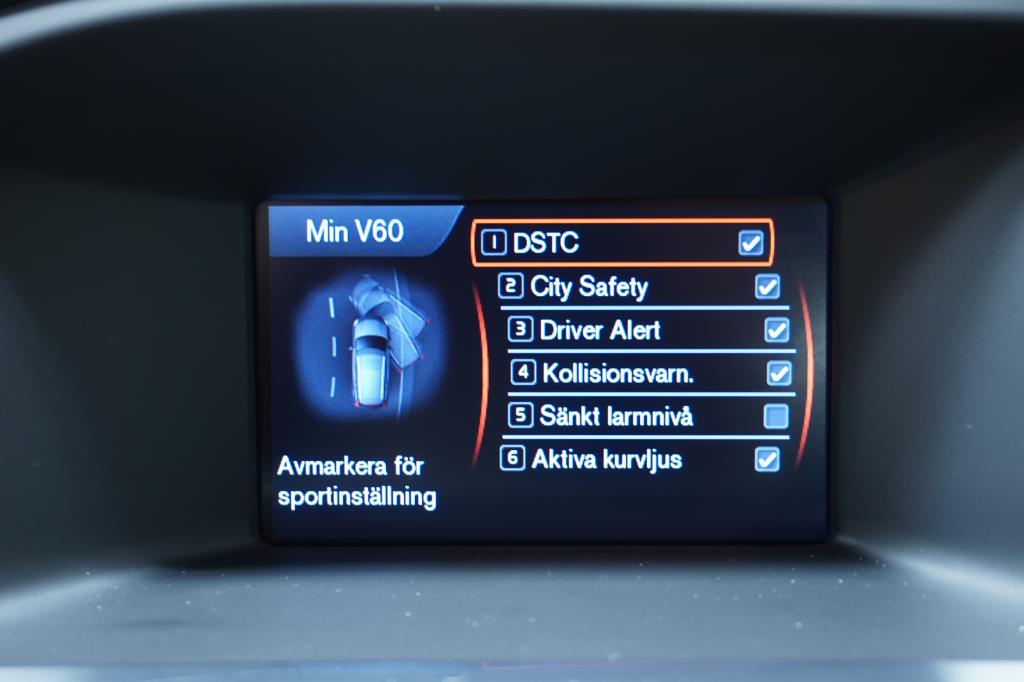 Min V60
1 DSTC
2 City Safety
3 Driver Alert
4 Kollisionsvarn.
5 Sänkt larmnivå
6 Aktiva kurvljus
Avmarkera för
sportinställning